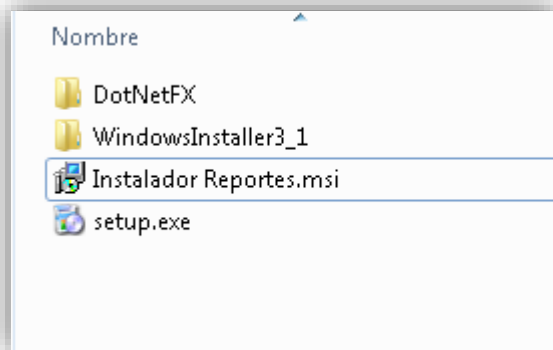 Nombre
DotNetFX
WindowsInstaller3_1
Instalador Reportes.msi
setup.exe